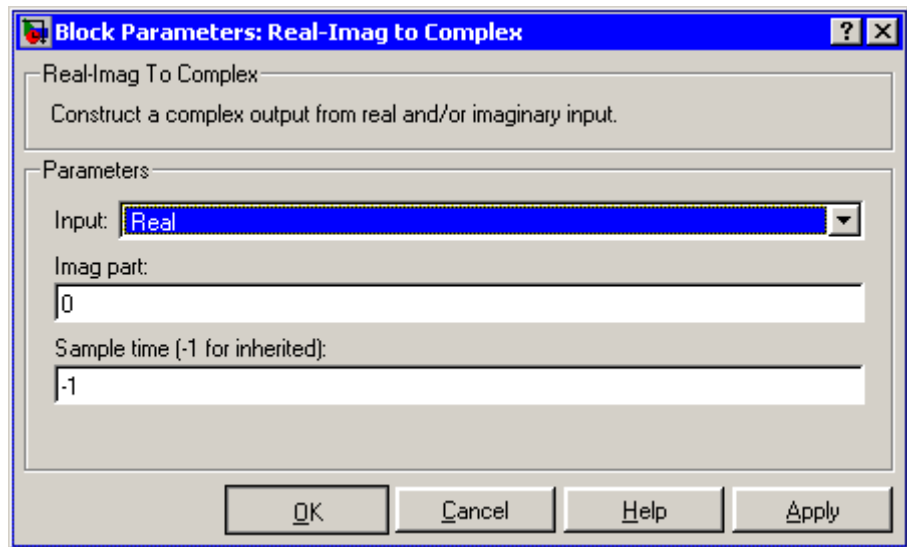 Block Parameters: Real-Imag to Complex
Real-Imag To Complex
Construct a complex output from real and/or imaginary input.
Parameters
Input: Real
Imag part:
0
Sample time (-1 for inherited):
-1
OK Cancel Help Apply